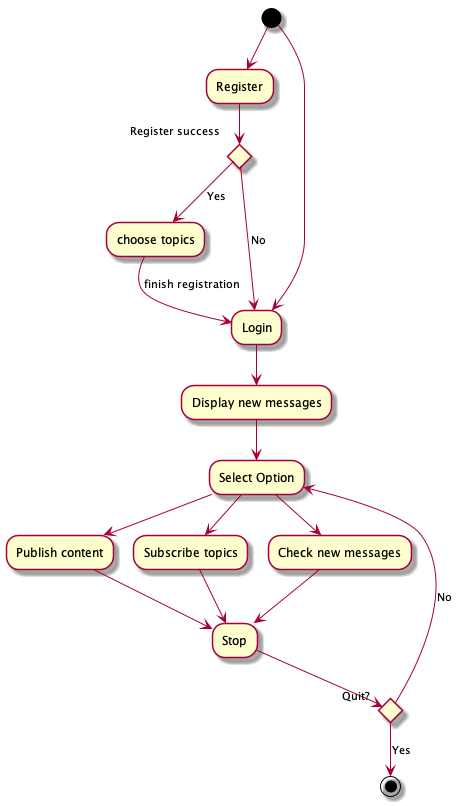 Register
Register success
Yes
choose topics
No
finish registration
Login
Display new messages
Select Option
Publish content
Subscribe topics
Check new messages
No
Stop
Quit?
Yes